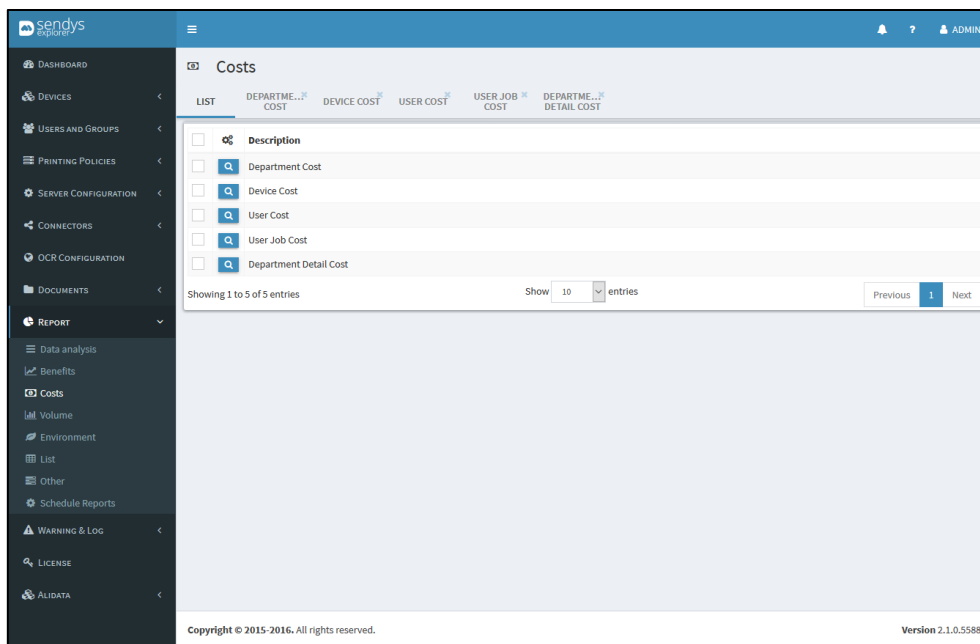 sendys
explorer
? ADMIN
DASHBOARD
DEVICES
USERS AND GROUPS
PRINTING POLICIES
SERVER CONFIGURATION
CONNECTORS
OCR CONFIGURATION
DOCUMENTS
REPORT
Data analysis
Benefits
Costs
Volume
Environment
List
Other
Schedule Reports
WARNING & LOG
LICENSE
ALIDATA
Costs
LIST
DEPARTME...
COST
DEVICE COST
USER COST
USER JOB
COST
DEPARTME...
DETAIL COST
Description
Department Cost
Device Cost
User Cost
User Job Cost
Department Detail Cost
Showing 1 to 5 of 5 entries
Show 10 entries
Previous 1 Next
Copyright © 2015-2016. All rights reserved.
Version 2.1.0.5588